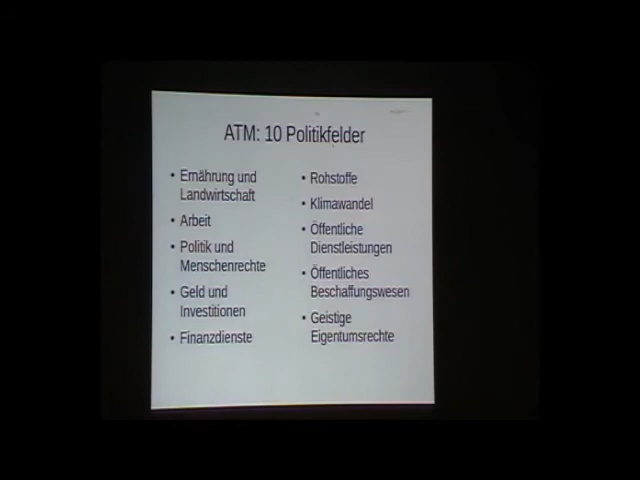 ATM: 10 Politikfelder
• Ernährung und
Landwirtschaft
• Arbeit
• Politik und
Menschenrechte
• Geld und
Investitionen
• Finanzdienste
• Rohstoffe
• Klimawandel
• Öffentliche
Dienstleistungen
• Öffentliches
Beschaffungswesen
• Geistige
Eigentumsrechte